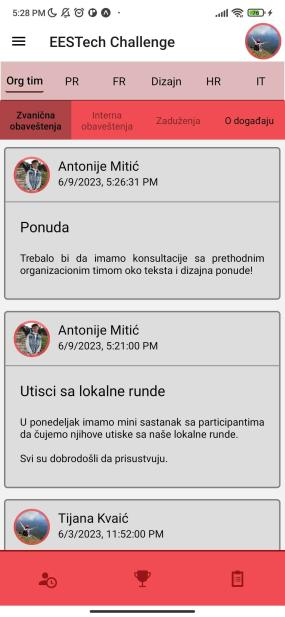 5:28 PM
76
EESTech Challenge
Org tim PR FR Dizajn HR IT
Zvanična obaveštenja
Interna obaveštenja
Zaduženja
O događaju
Antonije Mitić
6/9/2023, 5:26:31 PM
Ponuda
Trebalo bi da imamo konsultacije sa prethodnim
organizacionim timom oko teksta i dizajna ponude!
Antonije Mitić
6/9/2023, 5:21:00 PM
Utisci sa lokalne runde
U ponedeljak imamo mini sastanak sa participantima
da čujemo njihove utiske sa naše lokalne runde.
Svi su dobrodošli da prisustvuju.
Tijana Kvaić
6/3/2023, 11:52:00 PM